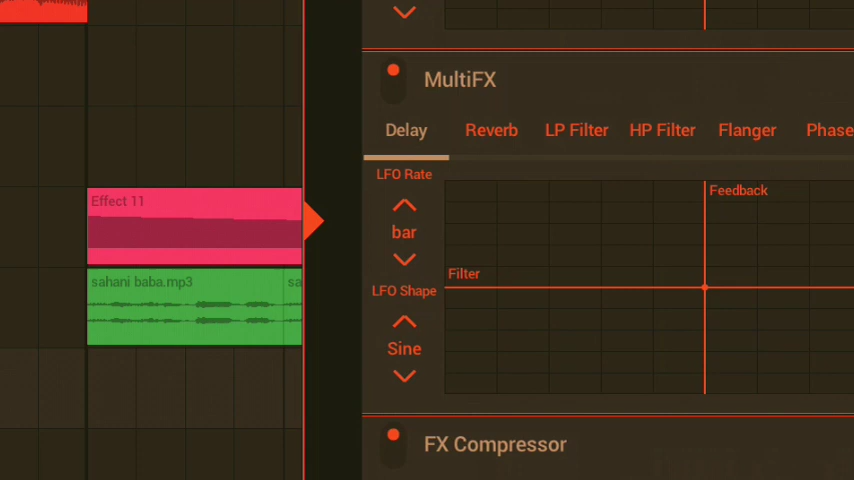 MultiFX
Delay Reverb LP Filter HP Filter Flanger Phase
LFO Rate
bar
LFO Shape
Sine
Feedback
Filter
Effect 11
sahani baba.mp3 sa
FX Compressor